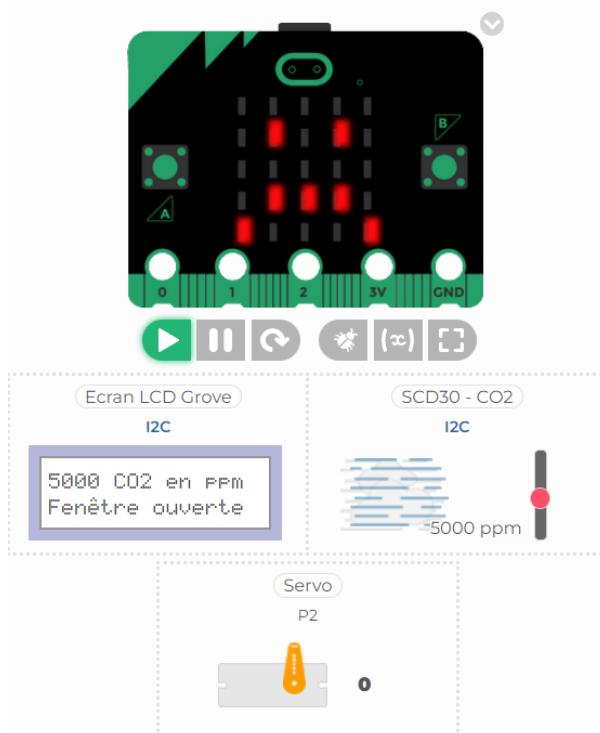 B
A
0 1 2 3V GND
(x)
Ecran LCD Grove
I2C
5000 CO2 en ppm
Fenêtre ouverte
SCD30 - CO2
I2C
5000 ppm
Servo
P2
0